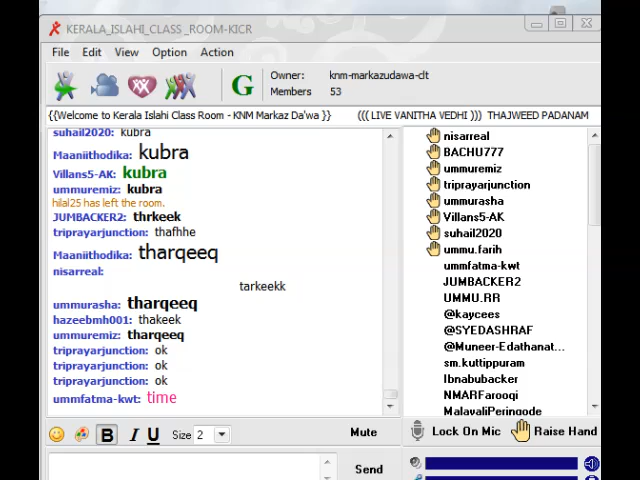 KERALA_ISLAHI_CLASS _ROOM-KICR
File Edit View Option Action
G Owner: knm-markazudawa-clt
Members 53
{{Welcome to Kerala Islahi Class Room - KNM Markaz Da'wa }} ((( LIVE VANITHA VEDHI ))) THAJWEED PADANAM
suhail2020: kubra
Maaniithodika: kubra
Villans5-AK: kubra
ummuremiz: kubra
hilal25 has left the room.
JUMBACKER2: thrkeek
triprayarjunction: thafhhe
Maaniithodika: tharqeeq
nisarreal:
tarkeekk
ummurasha: tharqeeq
hazeebmh001: thakeek
ummuremiz: tharqeeq
triprayarjunction: ok
triprayarjunction: ok
triprayarjunction: ok
ummfatma-kwt: time
nisarreal
BACHU777
ummuremiz
triprayarjunction
ummurasha
Villans5-AK
suhail2020
ummu.farih
ummfatma-kwt
JUMBACKER2
UMMU.RR
@kaycees
@SYEDASHRAF
@Muneer-Edathanat...
sm.kuttippuram
Ibnabubacker
NMARFarooqi
MalayaliPeringode
B I U Size 2 Mute
Lock On Mic Raise Hand
Send